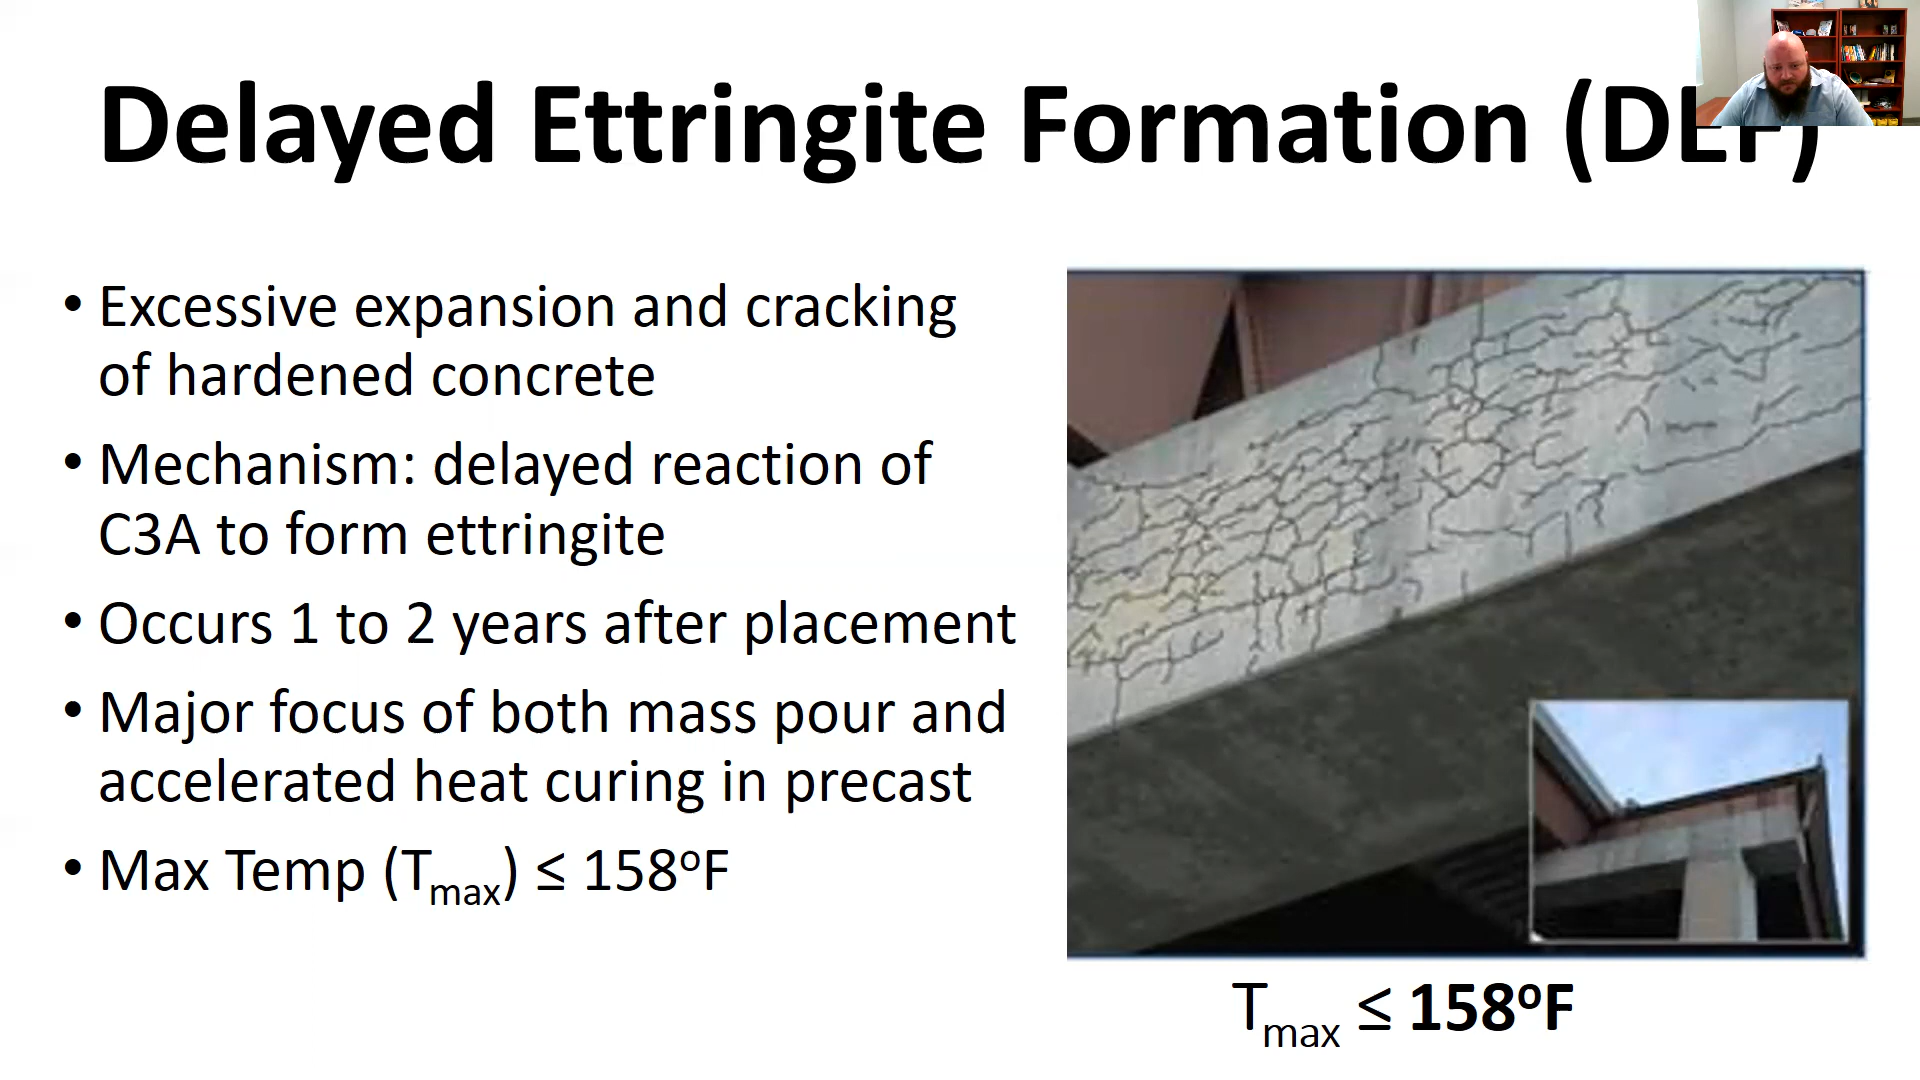 Delayed Ettringite Formation (DEF)
• Excessive expansion and cracking
of hardened concrete
• Mechanism: delayed reaction of
C3A to form ettringite
• Occurs 1 to 2 years after placement
• Major focus of both mass pour and
accelerated heat curing in precast
• Max Temp (Tmax) ≤ 158°F
Tmax ≤ 158°F